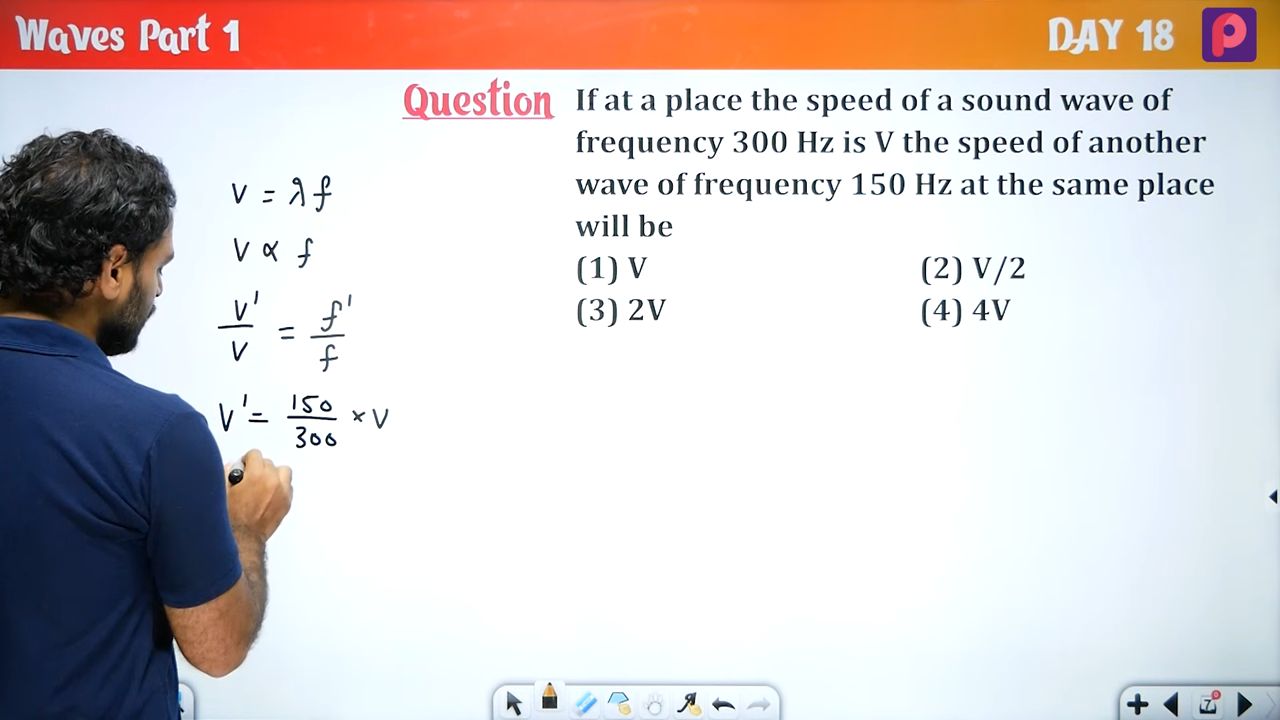 Waves Part 1
DAY 18
P
Question
If at a place the speed of a sound wave of
frequency 300 Hz is V the speed of another
wave of frequency 150 Hz at the same place
will be
(1) V
(2) V/2
(3) 2V
(4) 4V
v = λ f
v ∝ f
v' / v = f' / f
v' = 150 / 300 × v
7